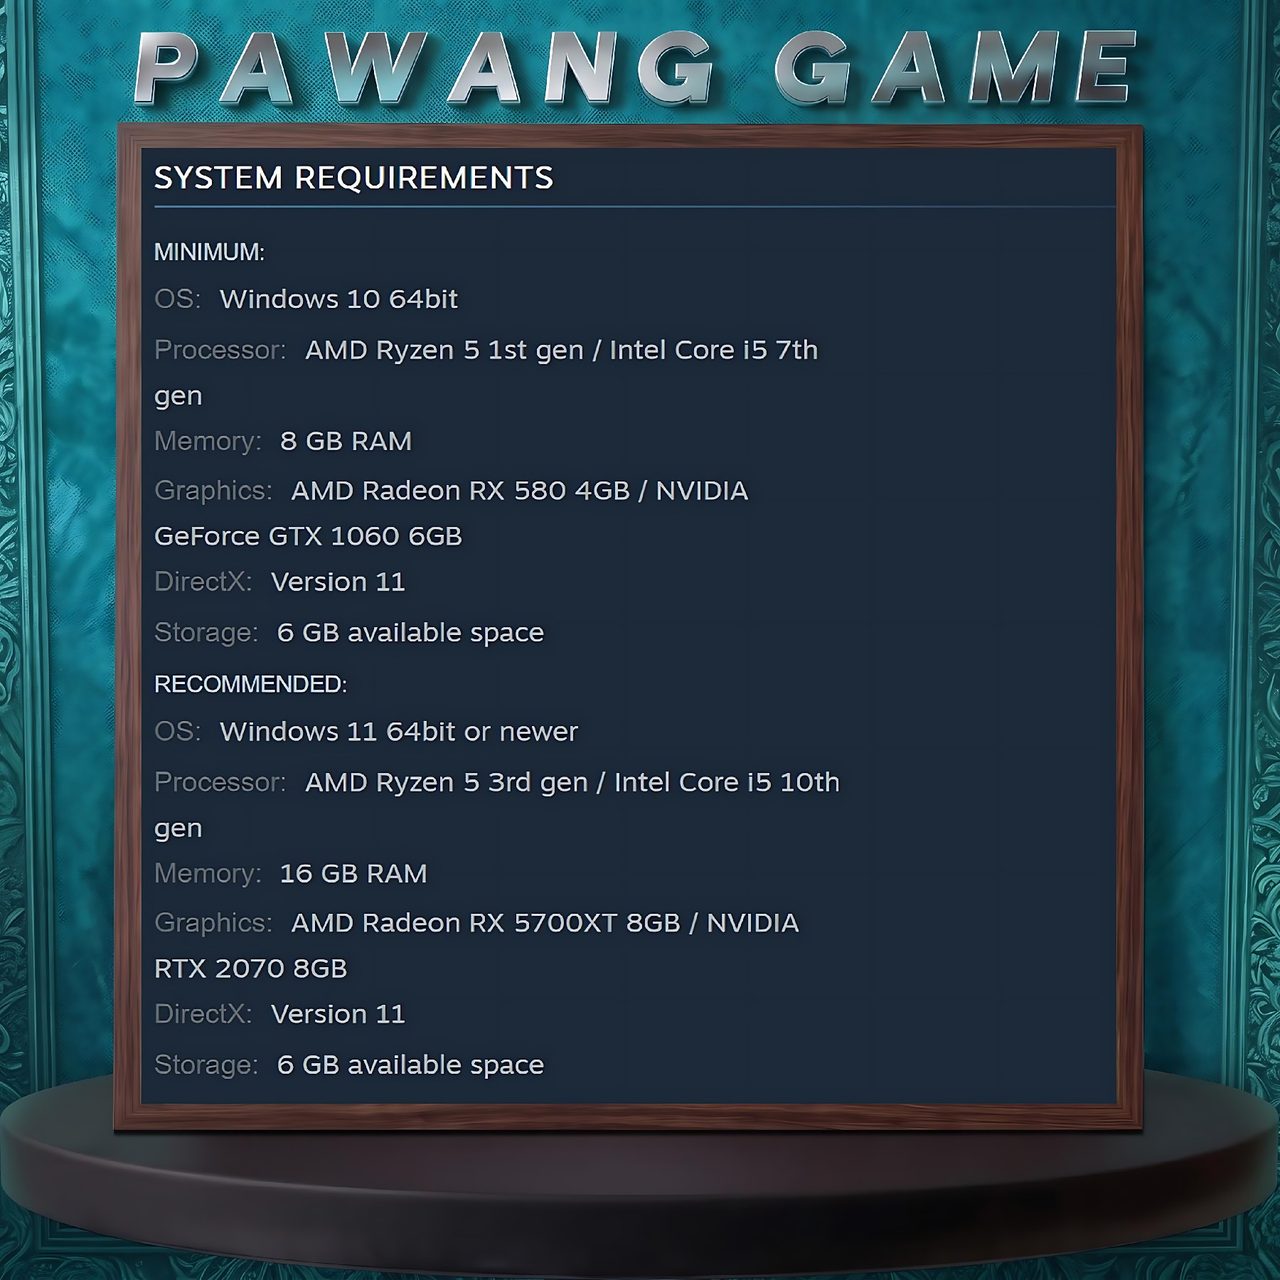 PAWANG GAME
SYSTEM REQUIREMENTS
MINIMUM:
OS: Windows 10 64bit
Processor: AMD Ryzen 5 1st gen / Intel Core i5 7th
gen
Memory: 8 GB RAM
Graphics: AMD Radeon RX 580 4GB / NVIDIA
GeForce GTX 1060 6GB
DirectX: Version 11
Storage: 6 GB available space
RECOMMENDED:
OS: Windows 11 64bit or newer
Processor: AMD Ryzen 5 3rd gen / Intel Core i5 10th
gen
Memory: 16 GB RAM
Graphics: AMD Radeon RX 5700XT 8GB / NVIDIA
RTX 2070 8GB
DirectX: Version 11
Storage: 6 GB available space